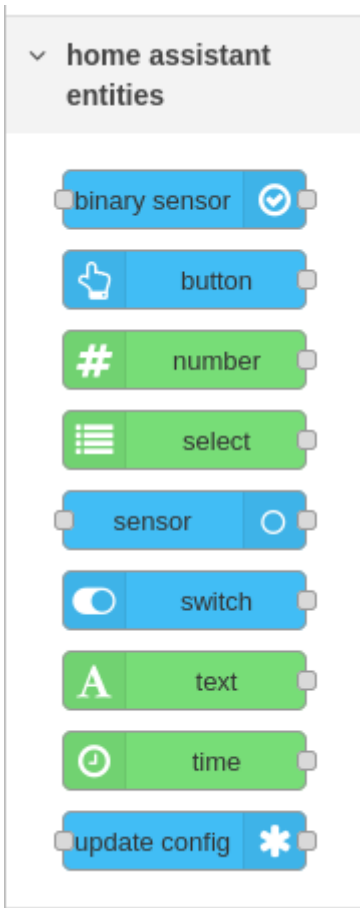 home assistant
entities
binary sensor
button
number
select
sensor
switch
text
time
update config